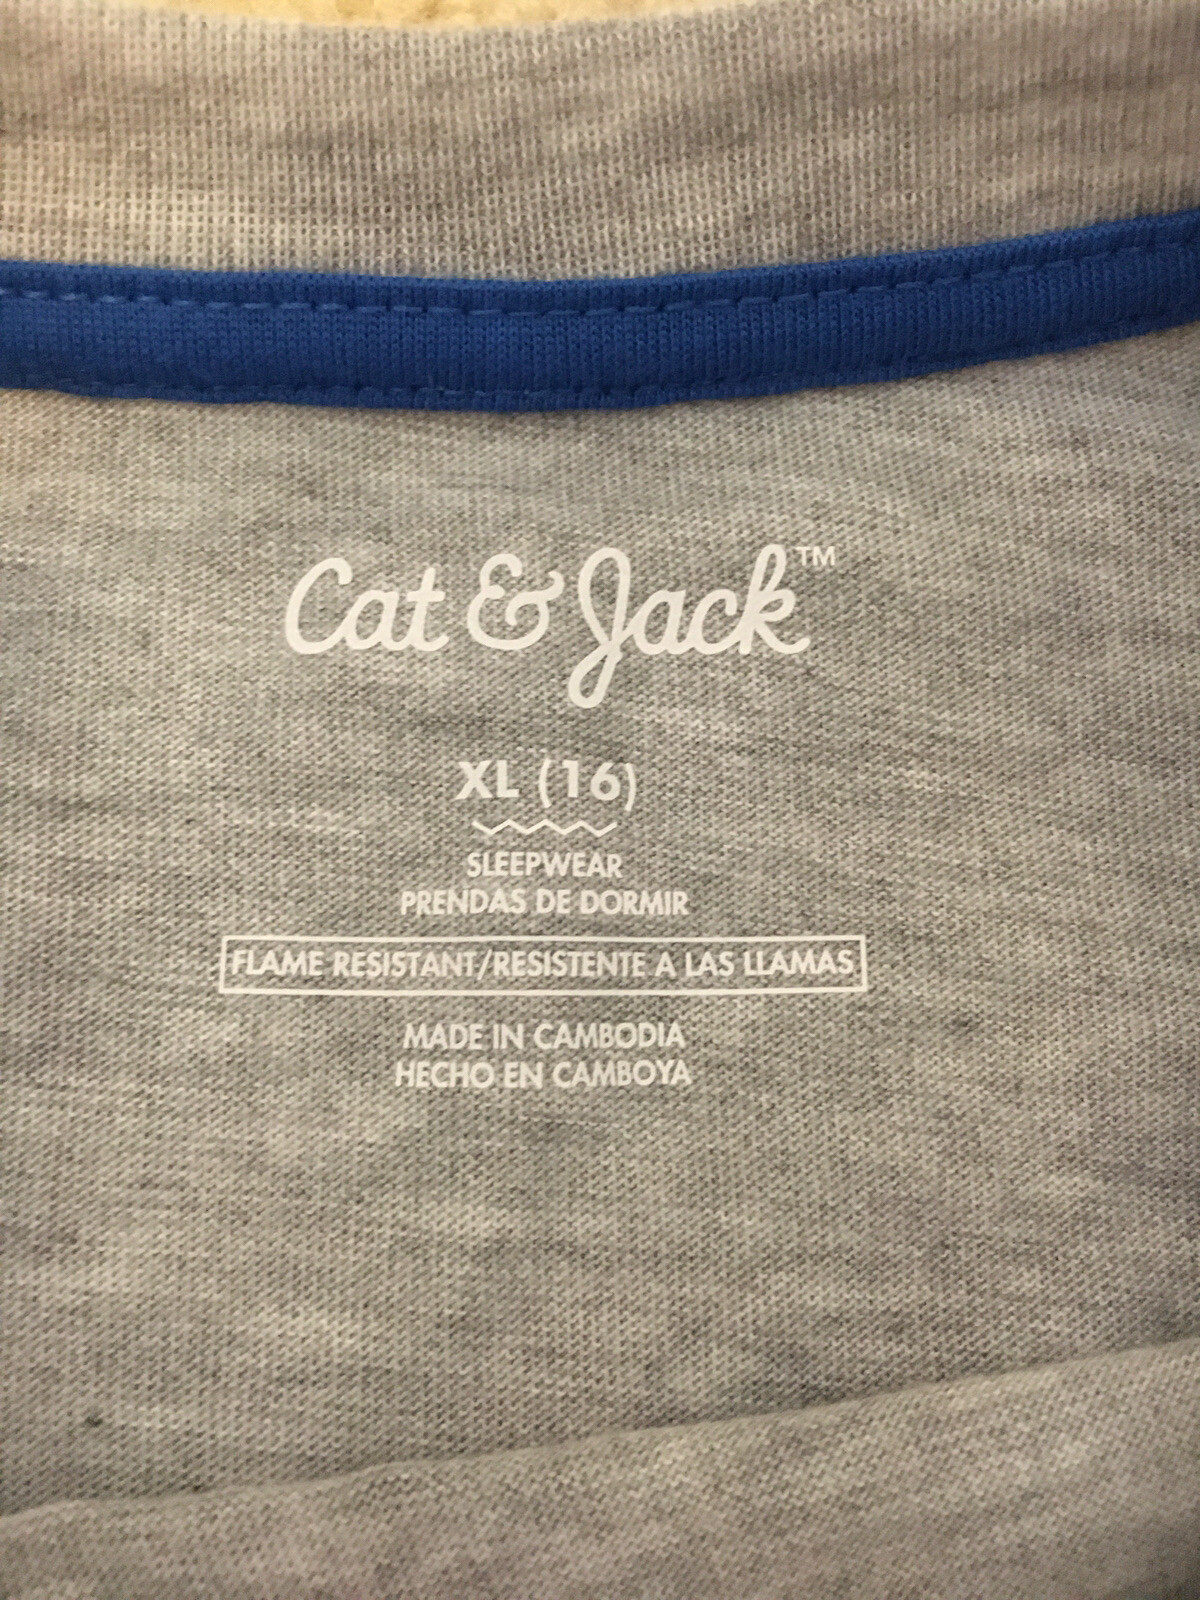 Cat & Jack™
XL (16)
SLEEPWEAR
PRENDAS DE DORMIR
FLAME RESISTANT/RESISTENTE A LAS LLAMAS
MADE IN CAMBODIA
HECHO EN CAMBOYA